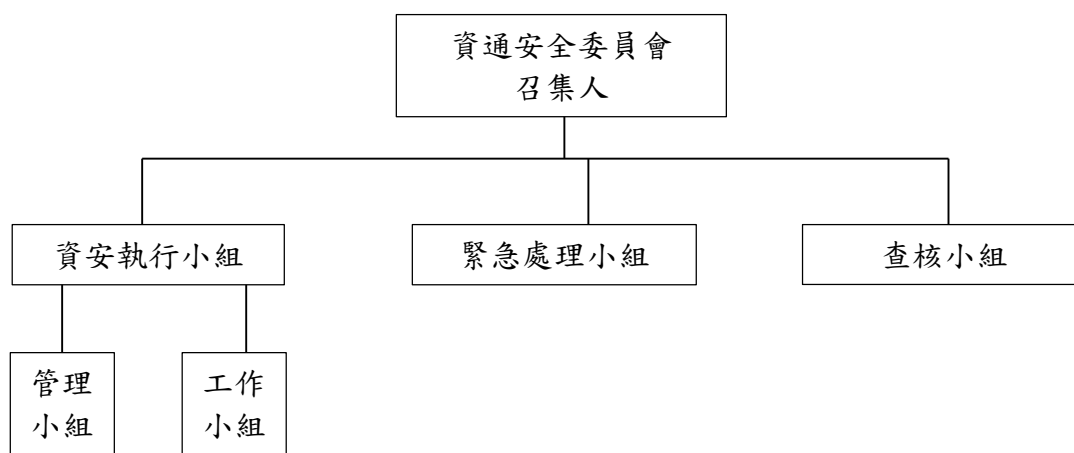 資通安全委員會
召集人
資安執行小組
緊急處理小組
查核小組
管理
小組
工作
小組